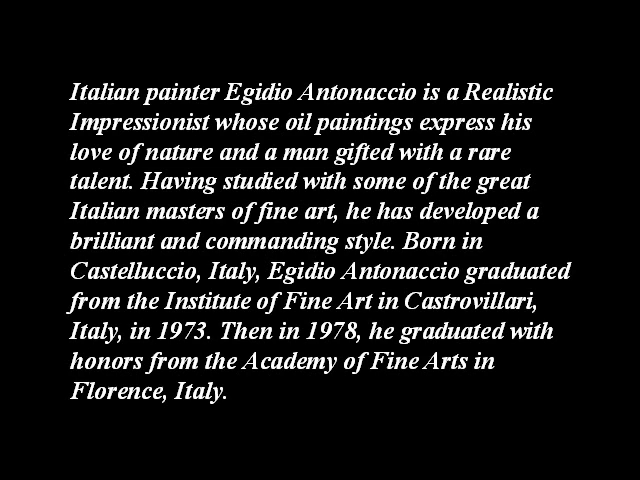 Italian painter Egidio Antonaccio is a Realistic
Impressionist whose oil paintings express his
love of nature and a man gifted with a rare
talent. Having studied with some of the great
Italian masters of fine art, he has developed a
brilliant and commanding style. Born in
Castelluccio, Italy, Egidio Antonaccio graduated
from the Institute of Fine Art in Castrovillari,
Italy, in 1973. Then in 1978, he graduated with
honors from the Academy of Fine Arts in
Florence, Italy.